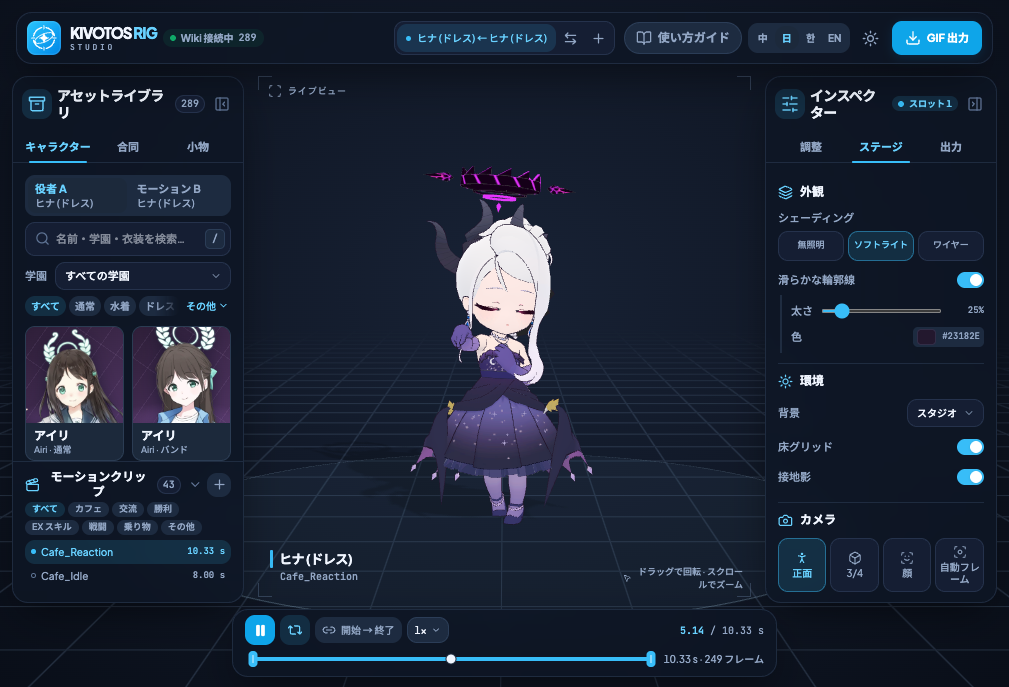 KIVOTOSRIG
STUDIO
Wiki 接続中 289
ヒナ(ドレス)←ヒナ(ドレス)
使い方ガイド
中 日 한 EN
GIF 出力
アセットライブラ
リ
289
キャラクター 合同 小物
役者 A
ヒナ(ドレス)
モーション B
ヒナ(ドレス)
名前・学園・衣装を検索... /
学園 すべての学園
すべて 通常 水着 ドレス その他
アイリ
Airi · 通常
アイリ
Airi · バンド
モーションクリッ
プ
43
すべて カフェ 交流 勝利
EXスキル 戦闘 乗り物 その他
Cafe_Reaction 10.33 s
Cafe_Idle 8.00 s
ライブビュー
ヒナ(ドレス)
Cafe_Reaction
ドラッグで回転 · スクロー
ルでズーム
開始→終了
1x
5.14 / 10.33 s
10.33 s · 249 フレーム
インスペク
ター
スロット 1
調整 ステージ 出力
外観
シェーディング
無照明 ソフトライト ワイヤー
滑らかな輪郭線
太さ 25%
色 #23182E
環境
背景 スタジオ
床グリッド
接地影
カメラ
正面
3/4
顔
自動フレ
ーム